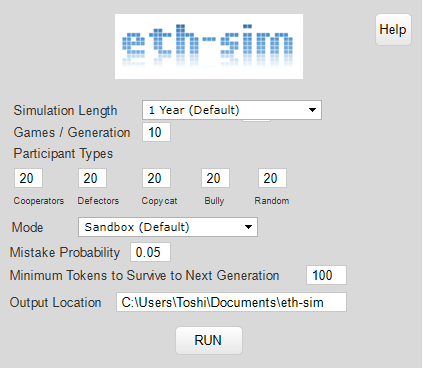 eth-sim
Help
Simulation Length 1 Year (Default)
Games / Generation 10
Participant Types
20 20 20 20 20
Cooperators Defectors Copycat Bully Random
Mode Sandbox (Default)
Mistake Probability 0.05
Minimum Tokens to Survive to Next Generation 100
Output Location C:\Users\Toshi\Documents\eth-sim
RUN